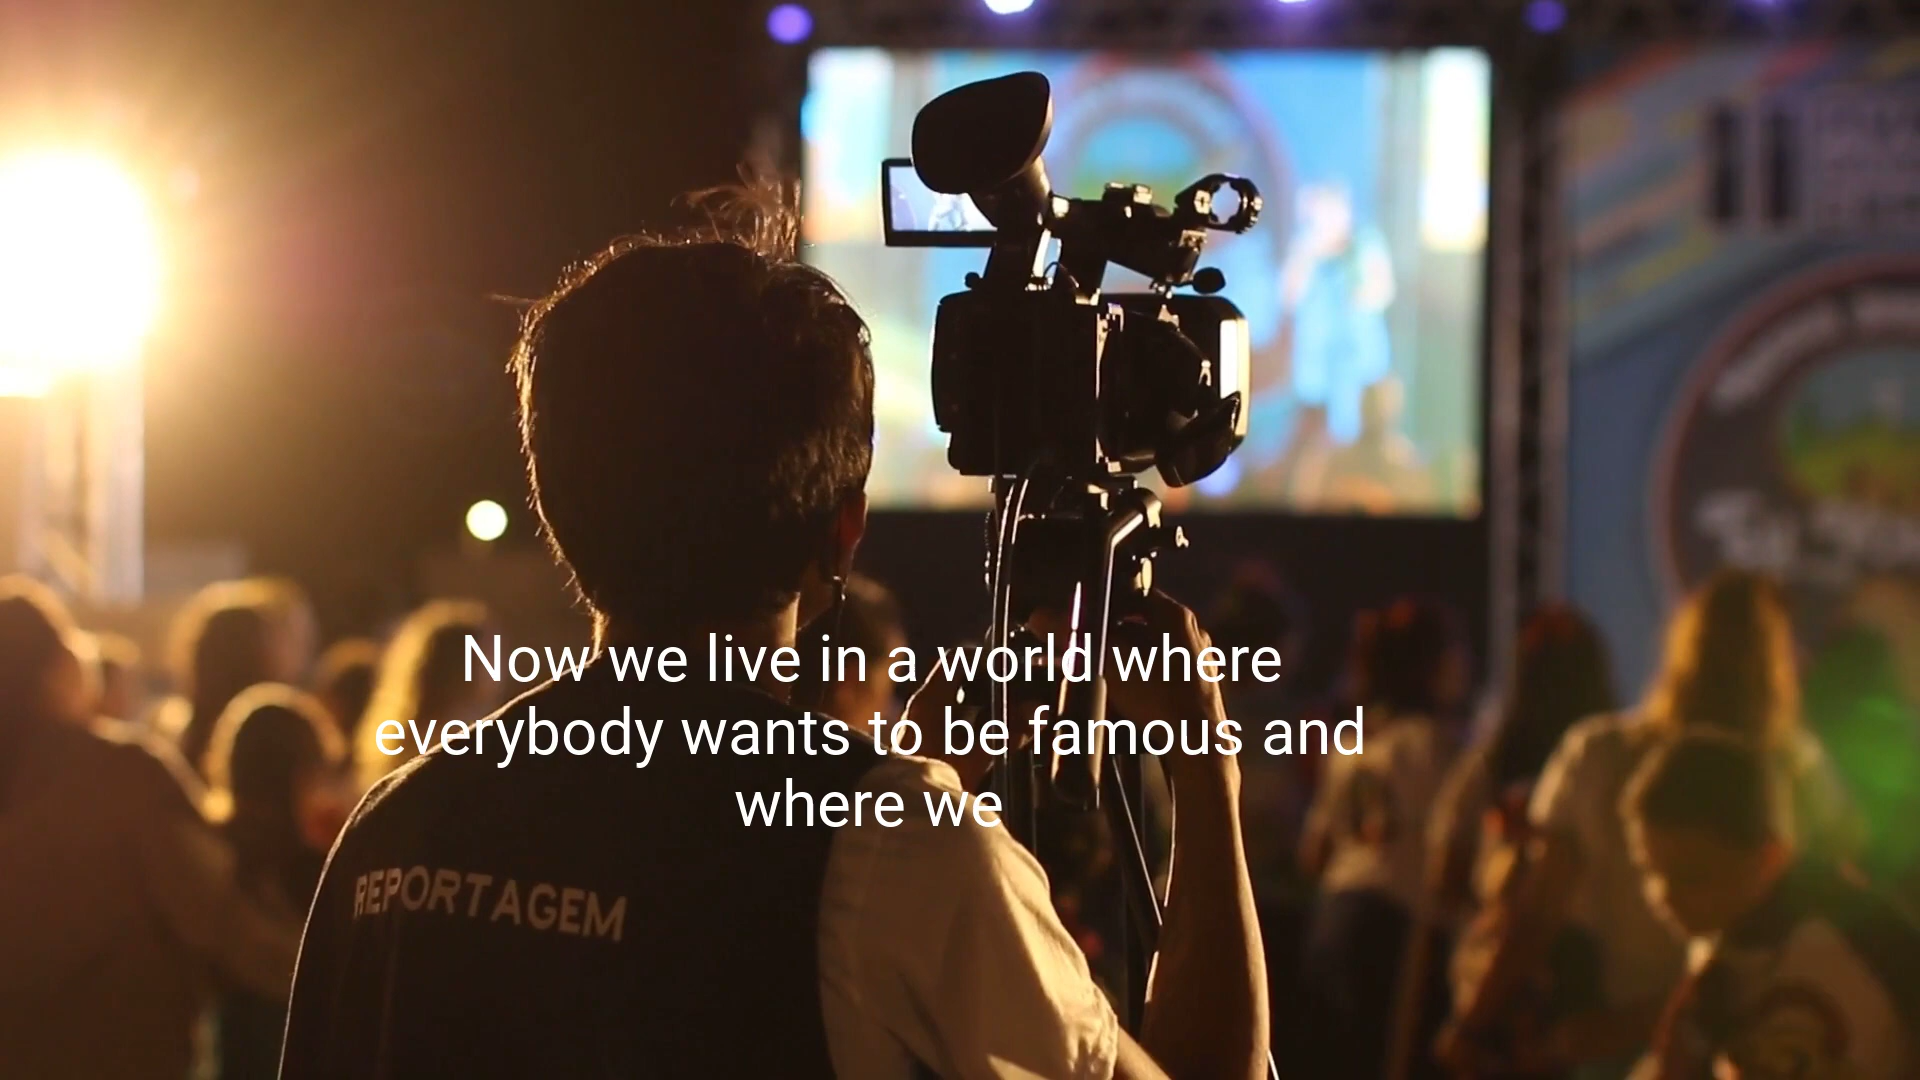 Now we live in a world where
everybody wants to be famous and
where we
REPORTAGEM